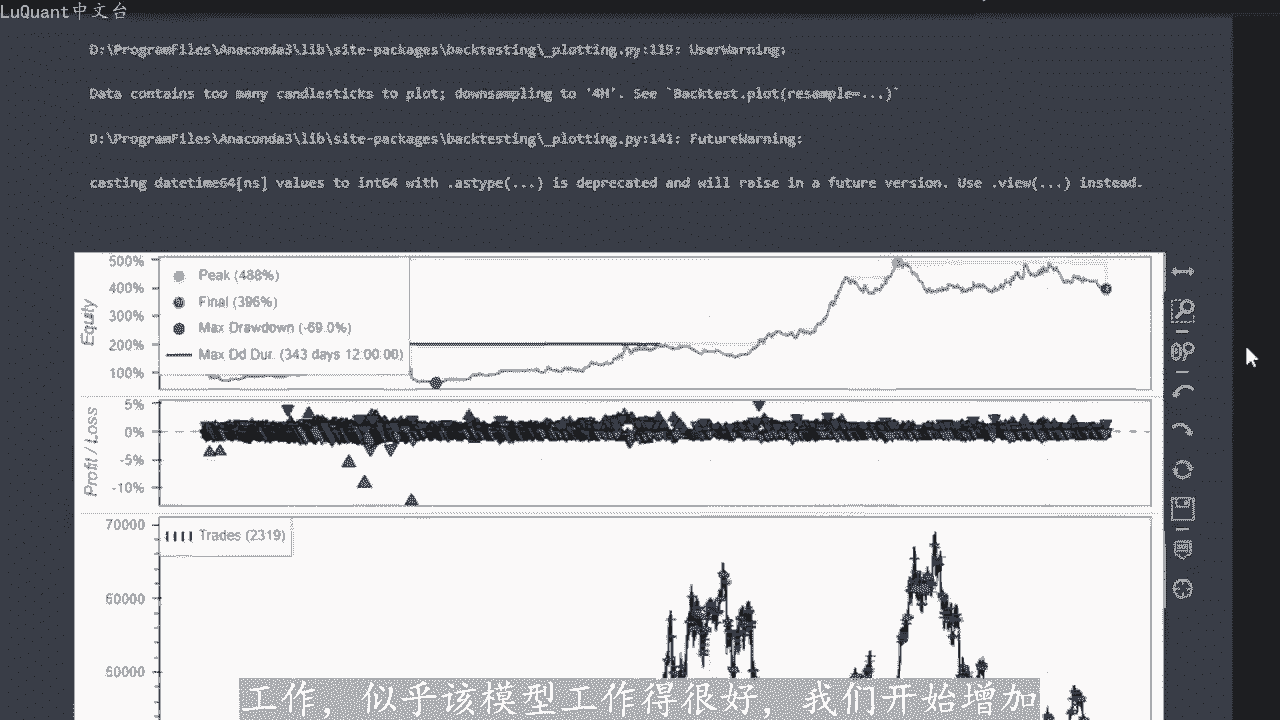 LuQuant中文台
D:\ProgramFiles\Anaconda3\lib\site-packages\backtesting\_plotting.py:119: UserWarning:
Data contains too many candlesticks to plot; downsampling to '4H'. See `Backtest.plot(resample=...)`
D:\ProgramFiles\Anaconda3\lib\site-packages\backtesting\_plotting.py:141: FutureWarning:
casting datetime64[ns] values to int64 with .astype(...) is deprecated and will raise in a future version. Use .view(...) instead.
500%
Peak (488%)
400%
Final (396%)
300%
Max Drawdown (-69.0%)
200%
Max Dd Dur. (343 days 12:00:00)
100%
Equity
5%
0%
-5%
-10%
Profit / Loss
70000
Trades (2319)
60000
50000
工作，似乎该模型工作得很好，我们开始增加